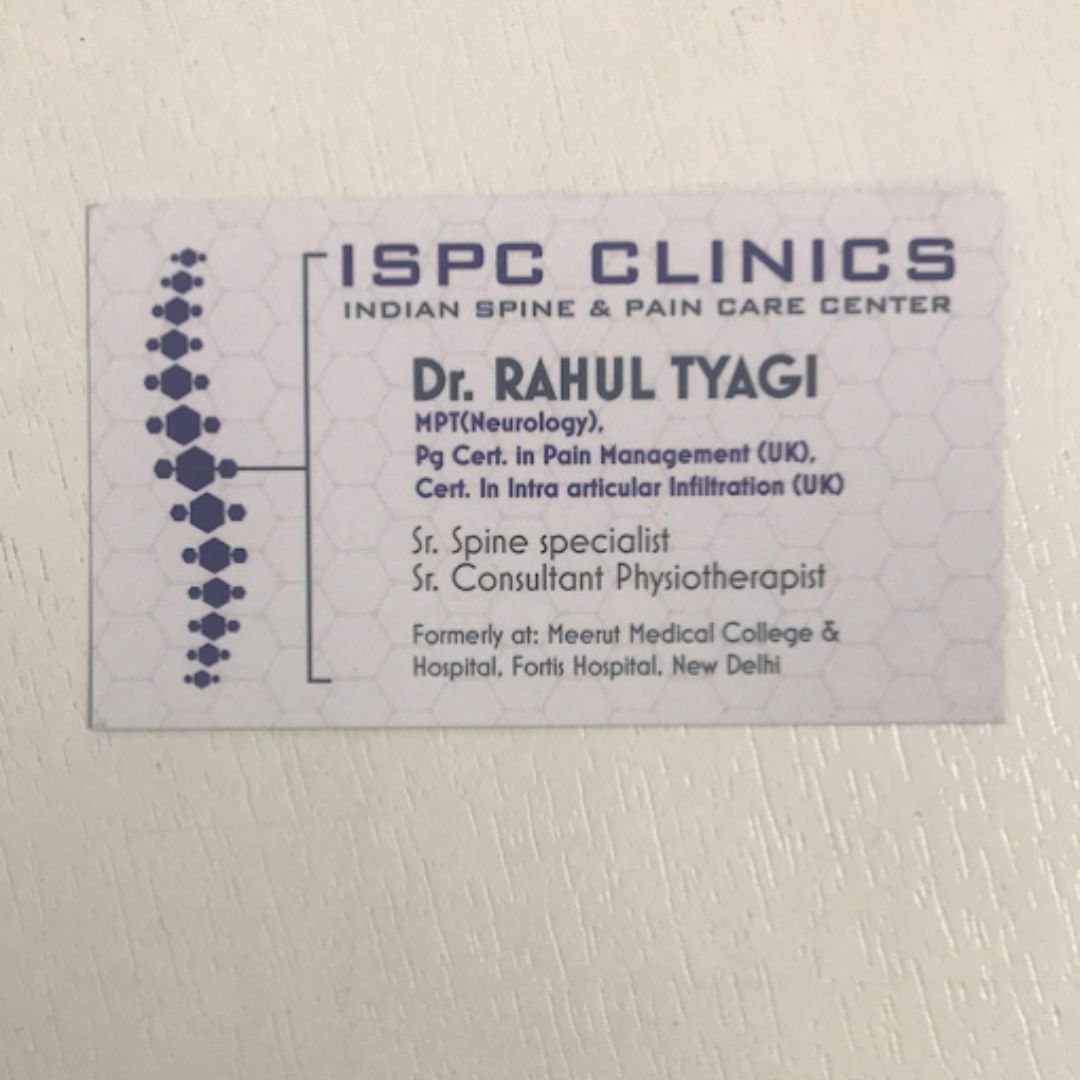 ISPC CLINICS
INDIAN SPINE & PAIN CARE CENTER
Dr. RAHUL TYAGI
MPT(Neurology),
Pg Cert. in Pain Management (UK),
Cert. In Intra articular Infiltration (UK)
Sr. Spine specialist
Sr. Consultant Physiotherapist
Formerly at: Meerut Medical College &
Hospital, Fortis Hospital, New Delhi